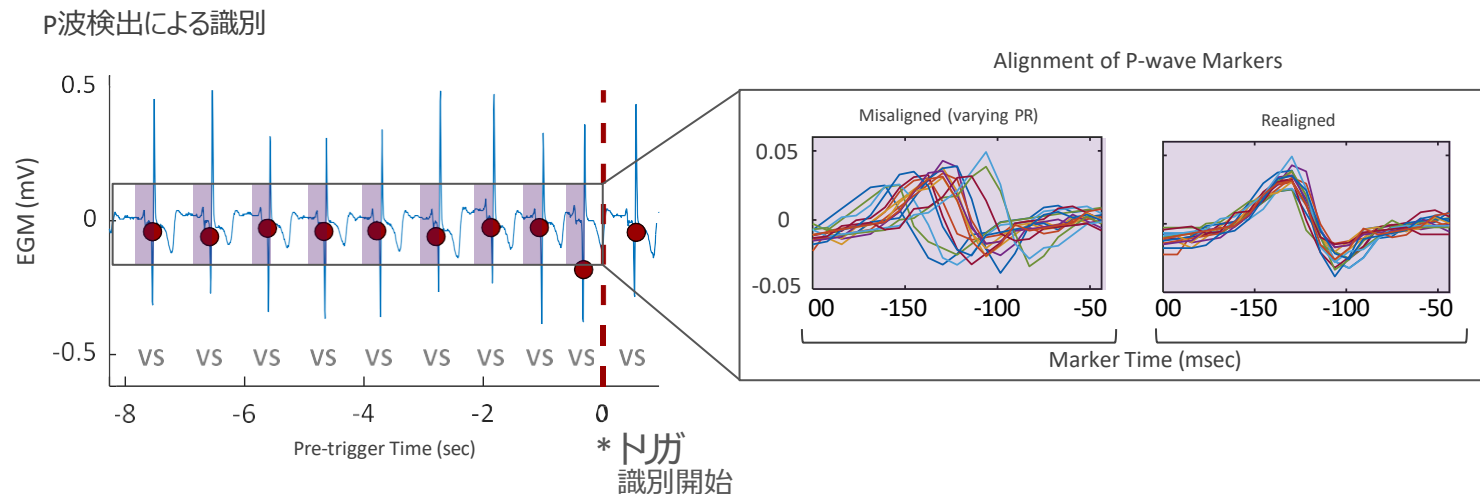 P波検出による識別
Alignment of P-wave Markers
Misaligned (varying PR)
Realigned
0.5
0
-0.5
EGM (mV)
VS VS VS VS VS VS VS VS VS VS
-8 -6 -4 -2 0
Pre-trigger Time (sec)
0.05
0
-0.05
00 -150 -100 -50
00 -150 -100 -50
Marker Time (msec)
*トリガ
識別開始